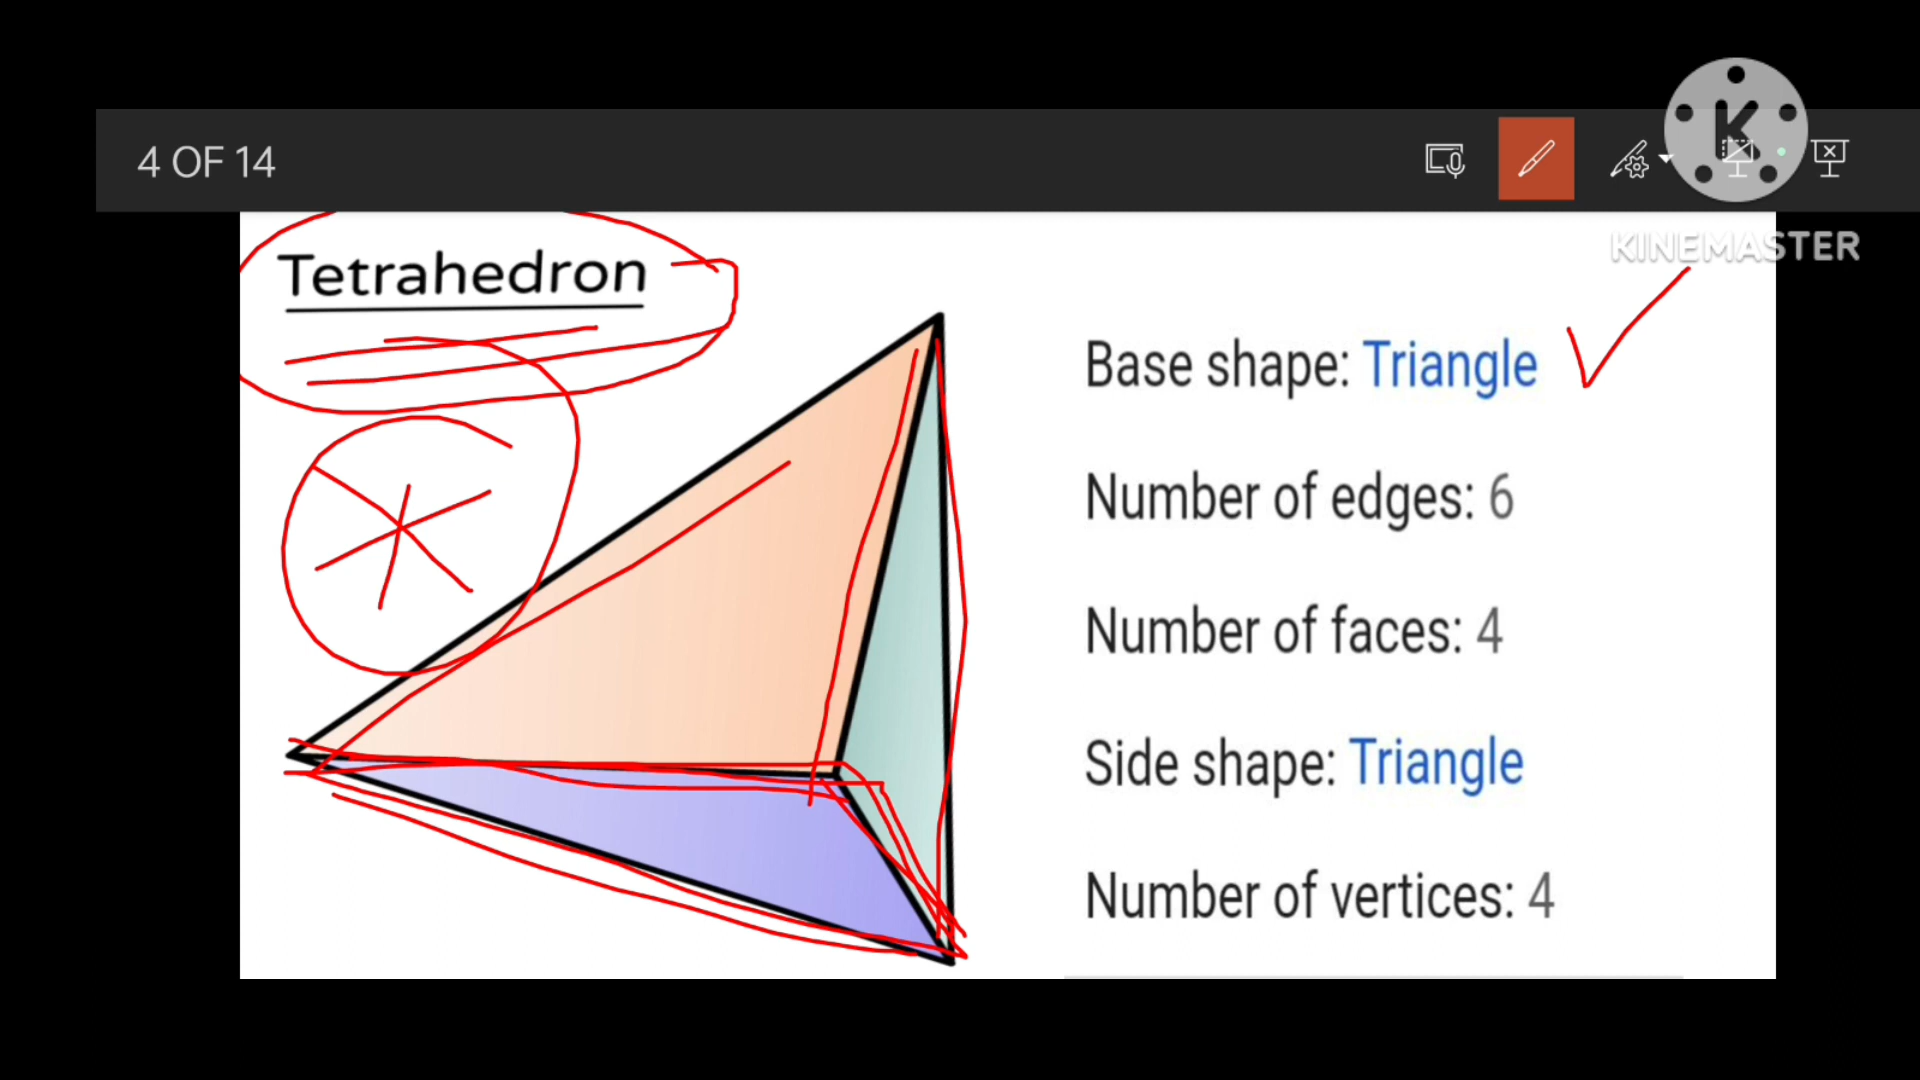 4 OF 14
K
KINEMASTER
Tetrahedron
Base shape: Triangle
Number of edges: 6
Number of faces: 4
Side shape: Triangle
Number of vertices: 4